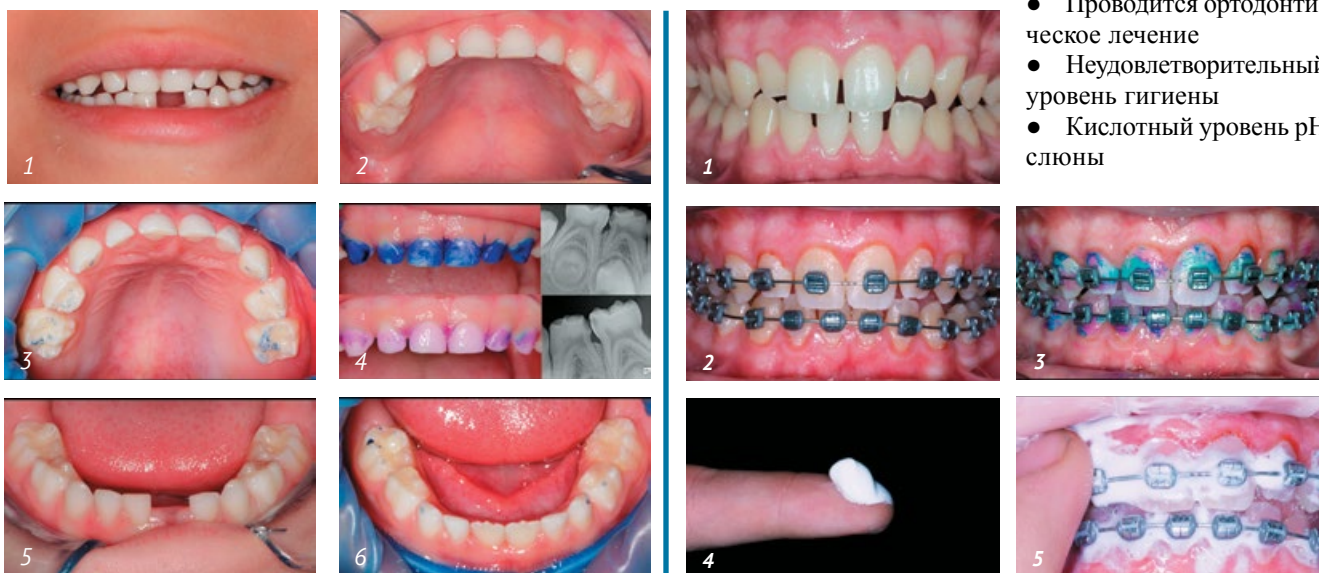 ● Проводится ортодонти-
ческое лечение
● Неудовлетворительный
уровень гигиены
● Кислотный уровень pH
слюны
1
2
1
3
4
2
3
5
6
4
5